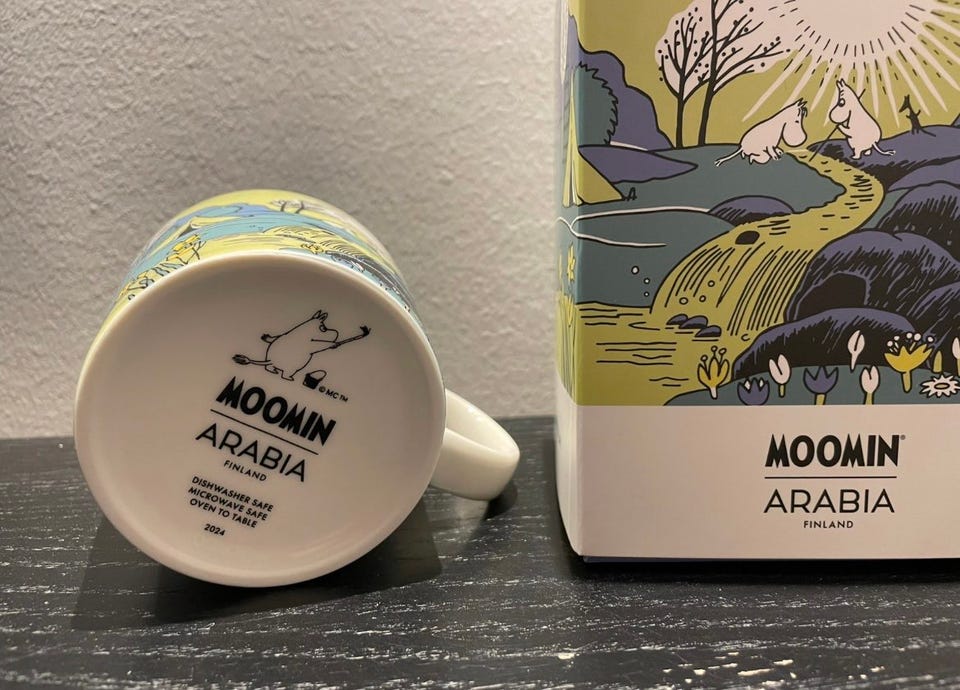 © MC ™
MOOMIN
ARABIA
FINLAND
DISHWASHER SAFE
MICROWAVE SAFE
OVEN TO TABLE
2024
MOOMIN®
ARABIA
FINLAND